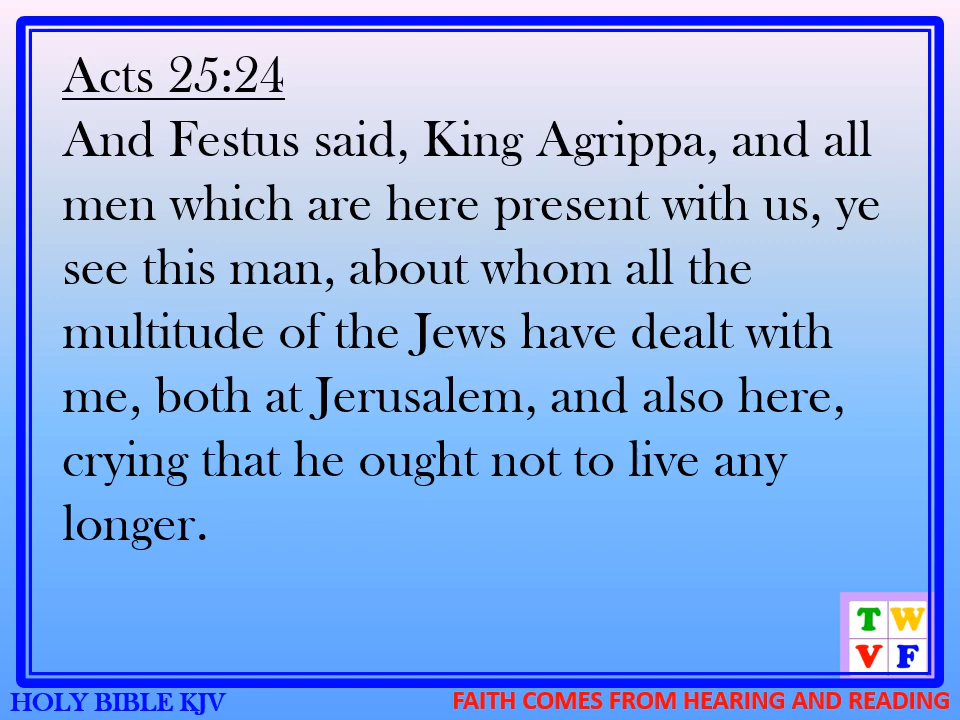 Acts 25:24
And Festus said, King Agrippa, and all
men which are here present with us, ye
see this man, about whom all the
multitude of the Jews have dealt with
me, both at Jerusalem, and also here,
crying that he ought not to live any
longer.
T W
V F
HOLY BIBLE KJV
FAITH COMES FROM HEARING AND READING